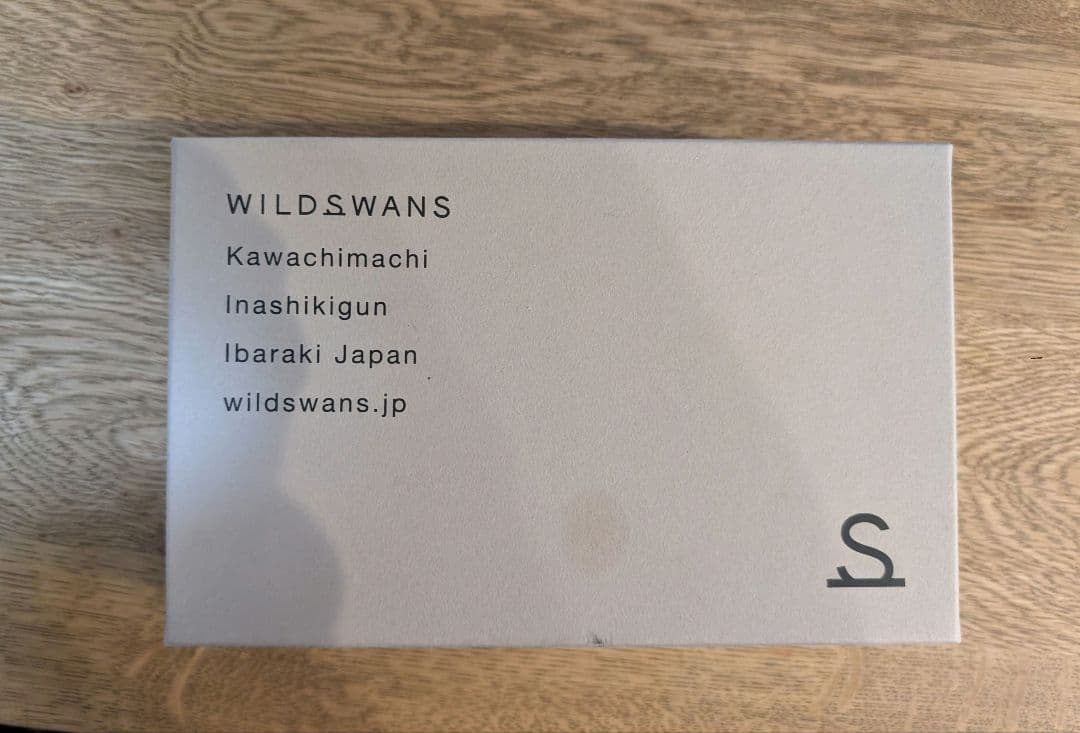 WILDSWANS
Kawachimachi
Inashikigun
Ibaraki Japan
wildswans.jp
S